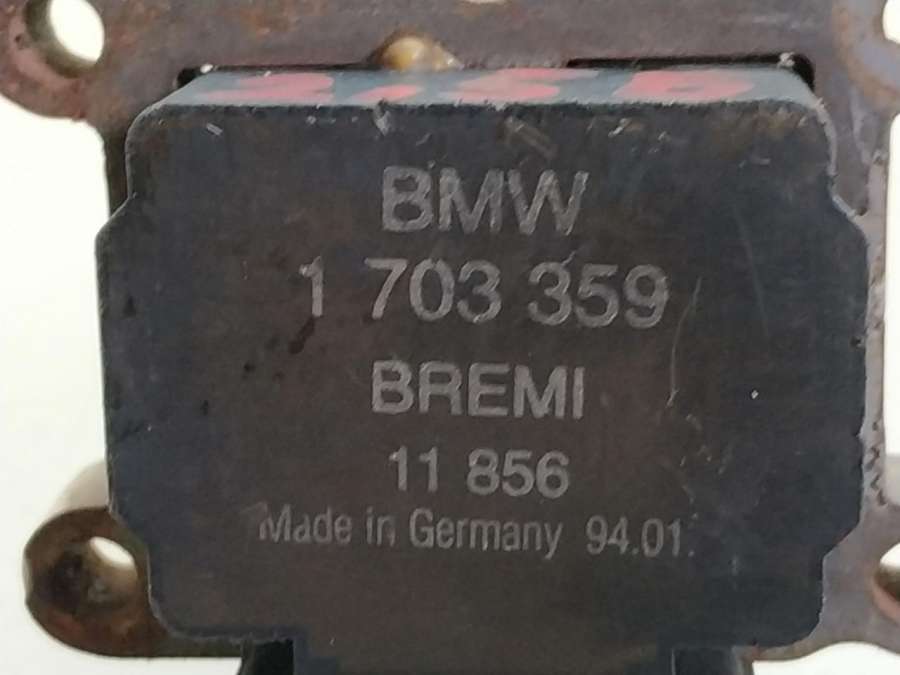 BMW
1 703 359
BREMI
11 856
Made in Germany 94.01.